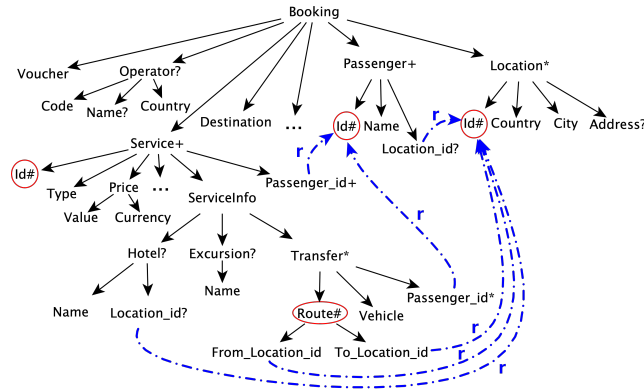 Booking
Voucher
Operator?
Passenger+
Location*
Code
Name?
Country
Destination
...
Id#
Name
Location_id?
r
r
Id#
Country
City
Address?
Service+
Id#
Type
Price
...
ServiceInfo
Passenger_id+
Value
Currency
r
Hotel?
Excursion?
Transfer*
Name
Location_id?
Name
Route#
Vehicle
Passenger_id*
From_Location_id
To_Location_id
r
r
r